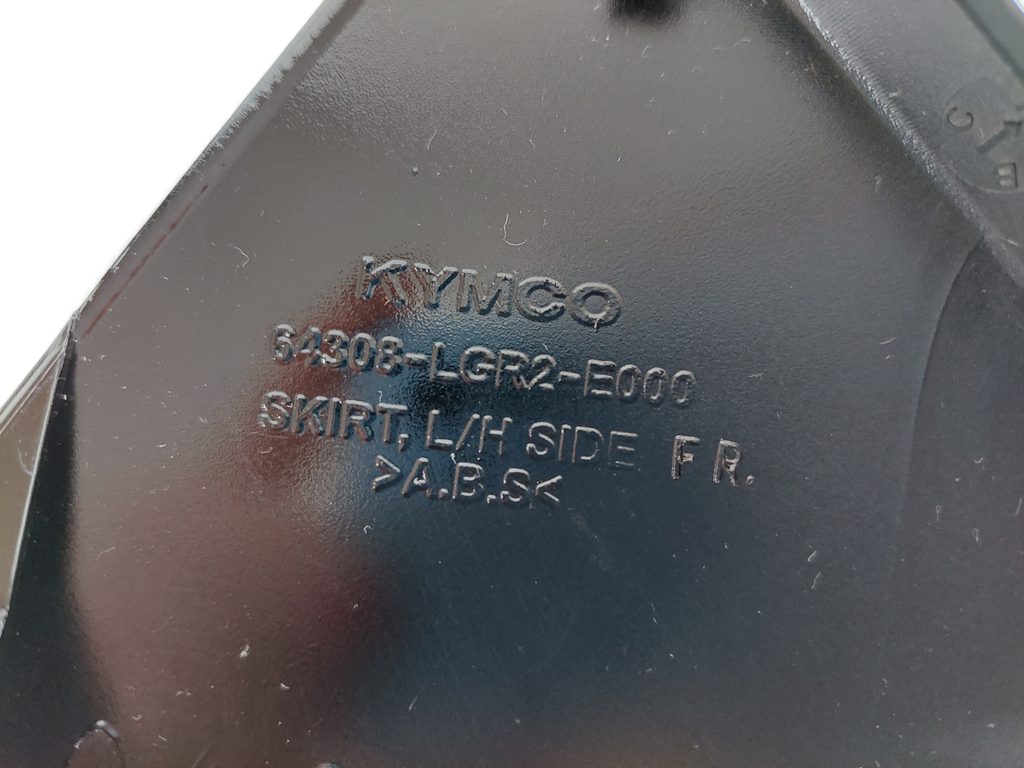 KYMCO
64308-LGR2-E000
SKIRT, L/H SIDE FR.
>A.B.S<